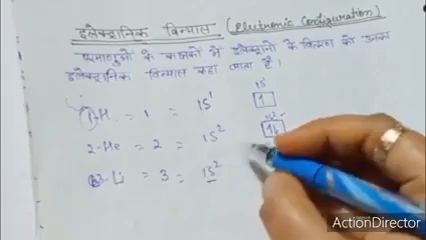 इलेक्ट्रानिक विन्यास (Electronic Configuration)
परमाणुओं के कक्षकों में इलेक्ट्रानों के वितरण को उनका
इलेक्ट्रानिक विन्यास कहा जाता है।
1S¹
1-H = 1 = 1S¹
1
1S²
2-He = 2 = 1S²
3-Li = 3 = 1S²
ActionDirector